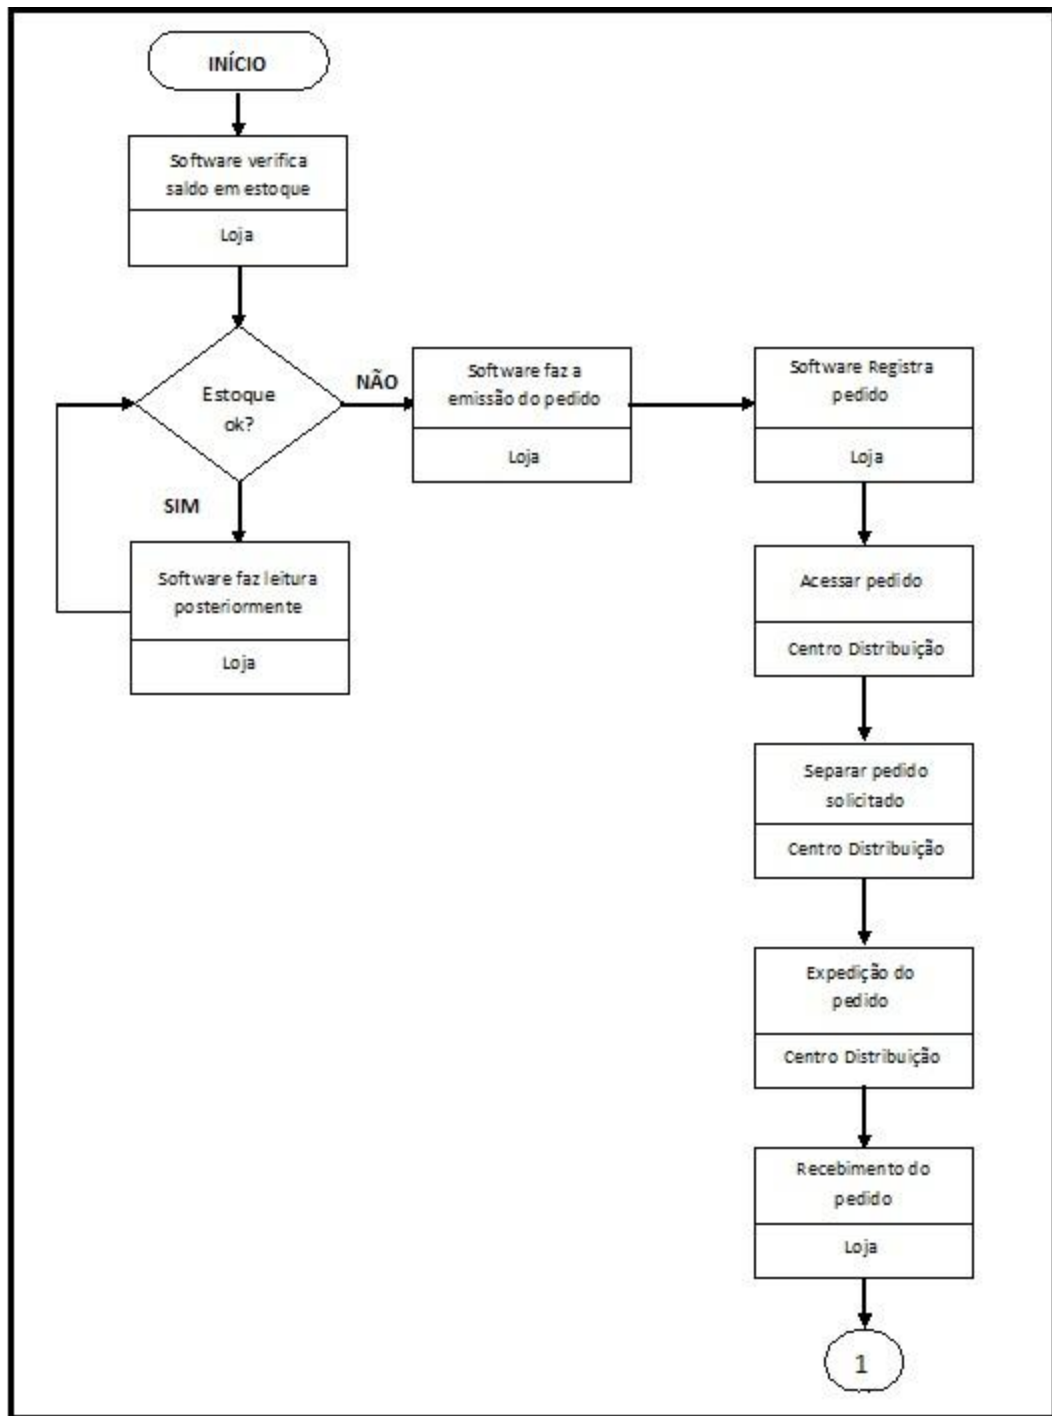 INÍCIO
Software verifica
saldo em estoque
Loja
Estoque
ok?
NÃO
SIM
Software faz leitura
posteriormente
Loja
Software faz a
emissão do pedido
Loja
Software Registra
pedido
Loja
Acessar pedido
Centro Distribuição
Separar pedido
solicitado
Centro Distribuição
Expedição do
pedido
Centro Distribuição
Recebimento do
pedido
Loja
1